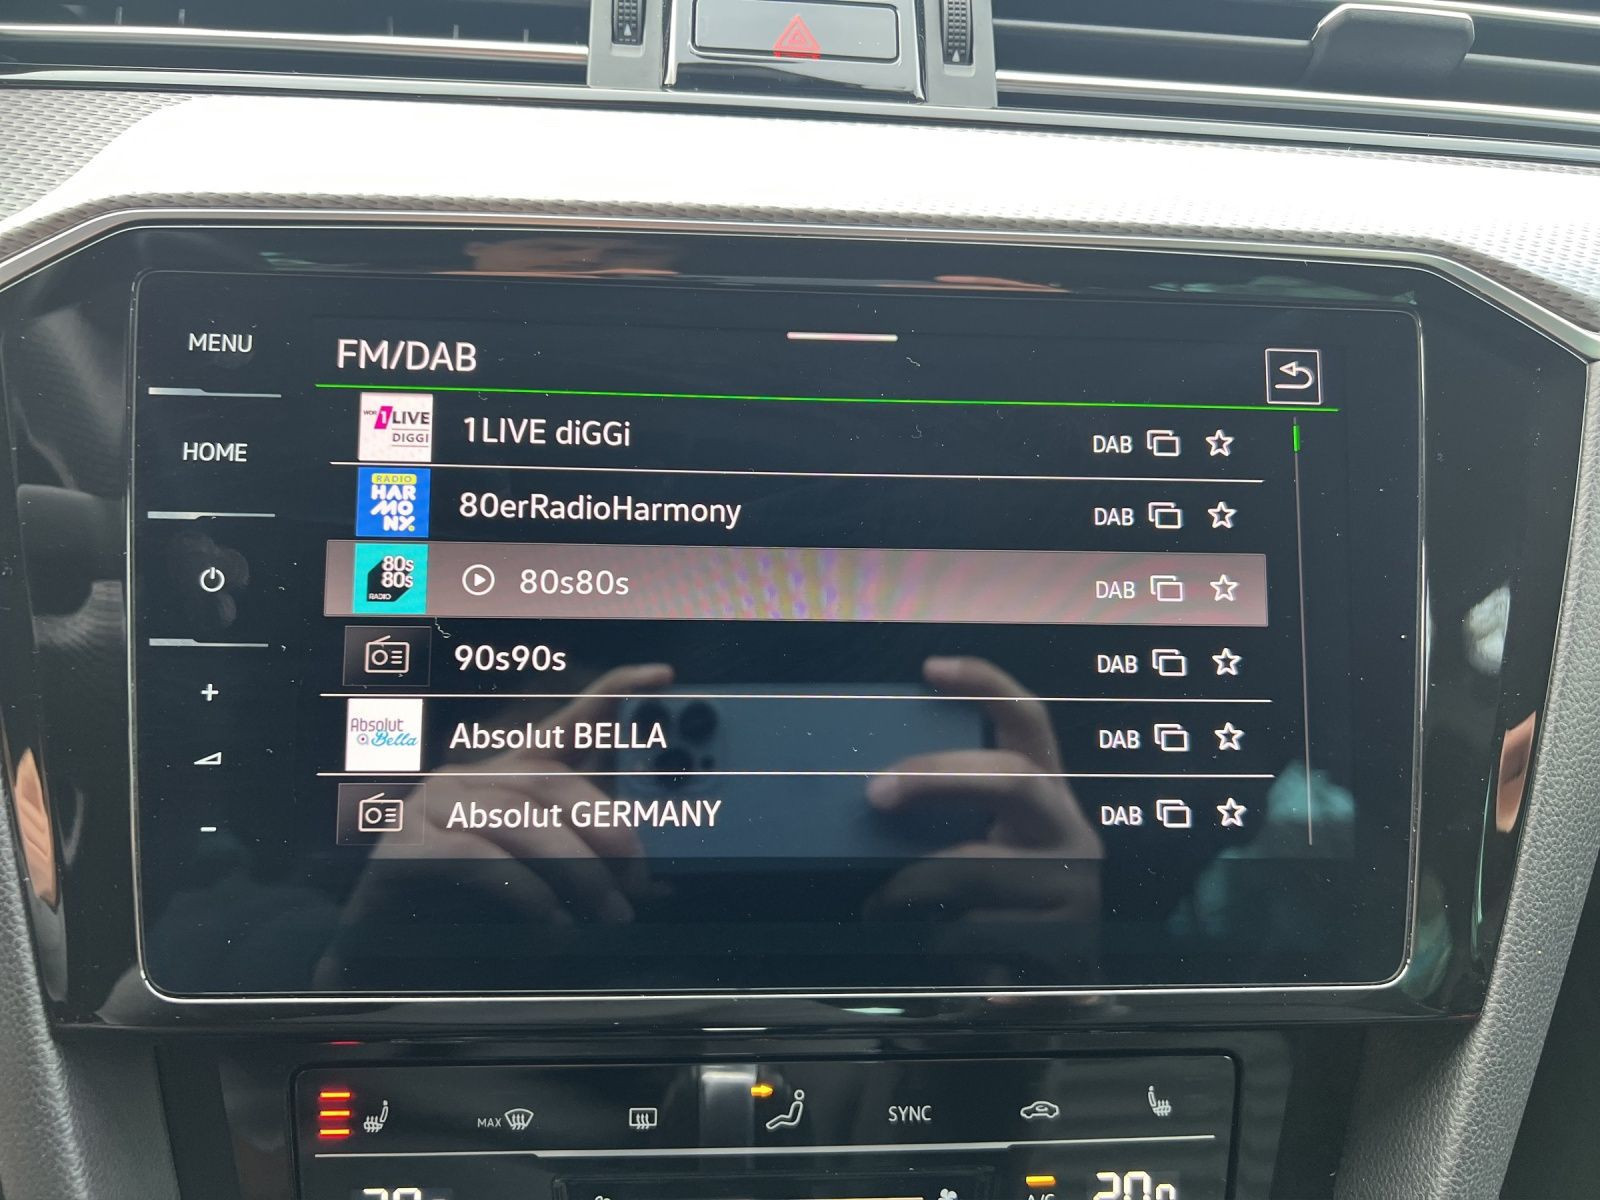 MENU
FM/DAB
HOME
WDR 1LIVE
DIGGI
1LIVE diGGi
DAB
RADIO
HAR
MO
NY.
80erRadioHarmony
DAB
80s
80s
RADIO
80s80s
DAB
90s90s
DAB
Absolut
Bella
Absolut BELLA
DAB
Absolut GERMANY
DAB
+
-
MAX
SYNC
A/C